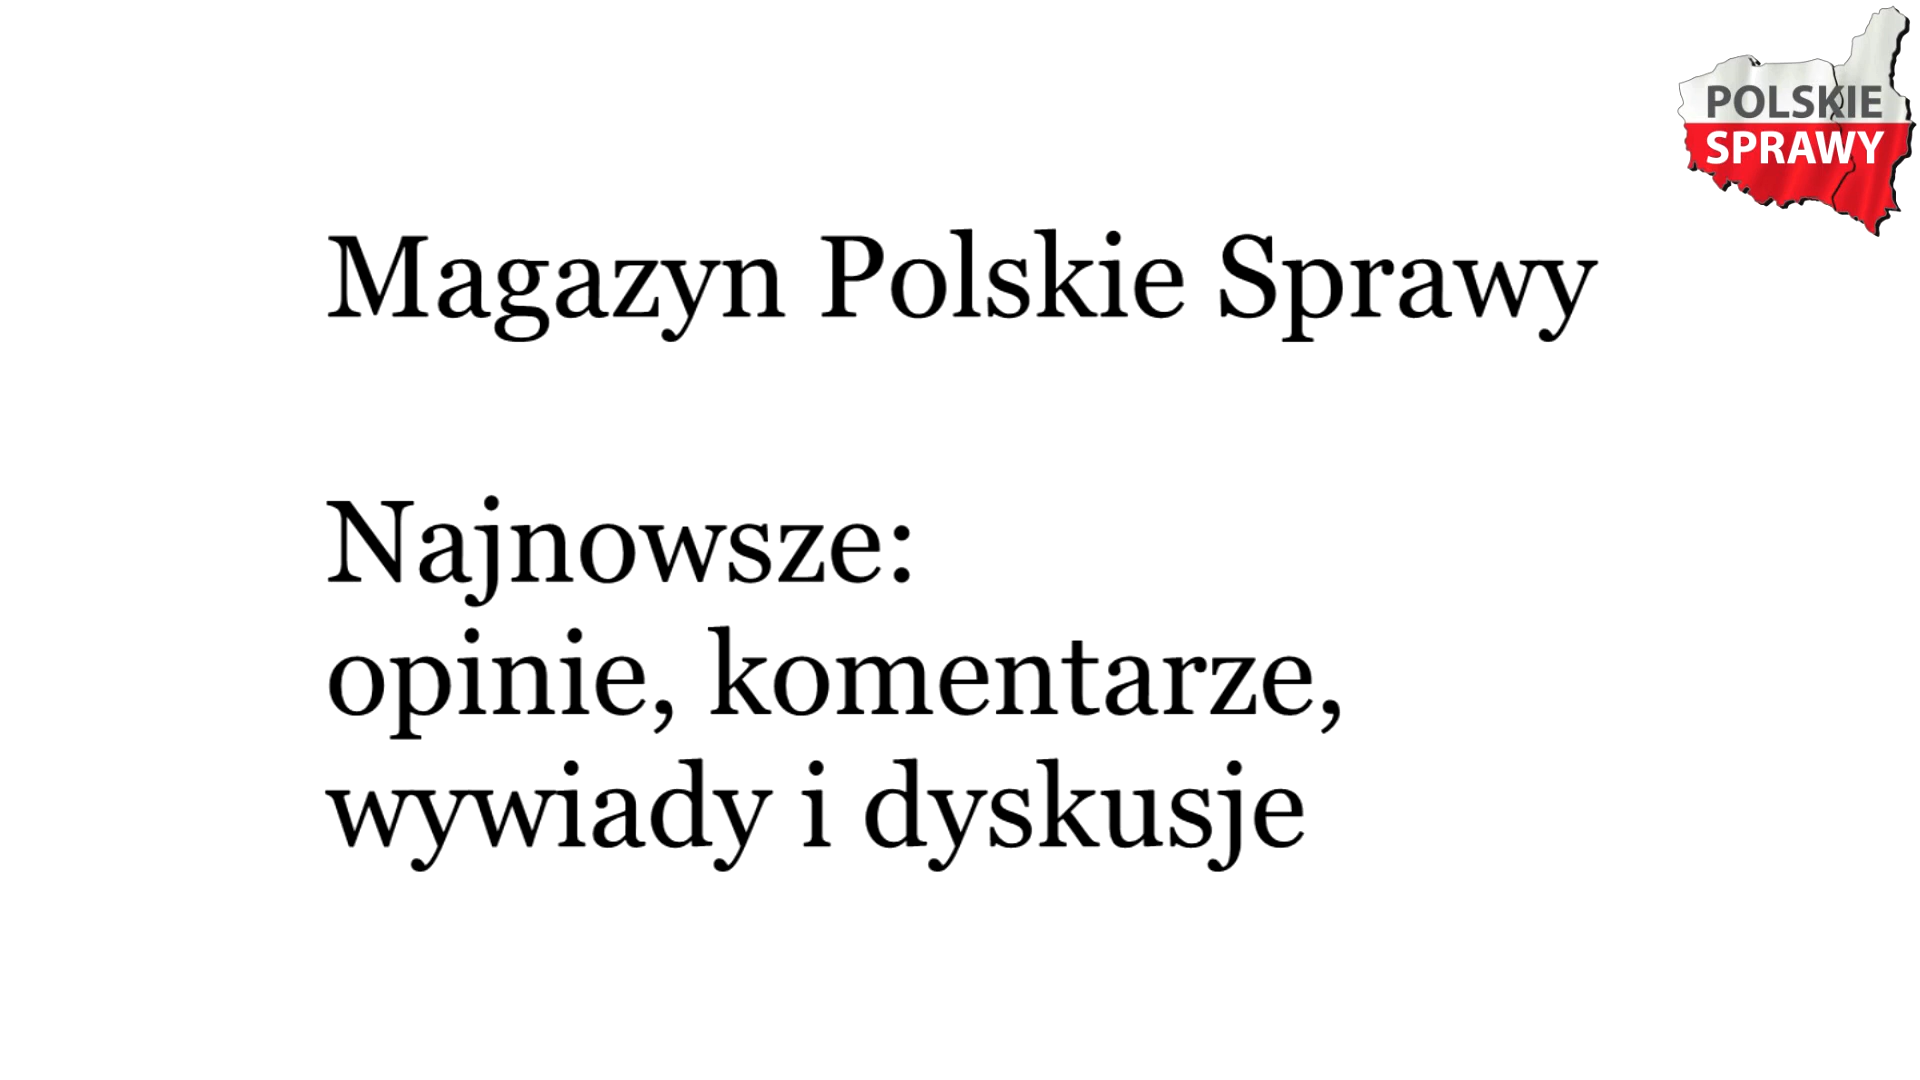 POLSKIE
SPRAWY
Magazyn Polskie Sprawy
Najnowsze:
opinie, komentarze,
wywiady i dyskusje